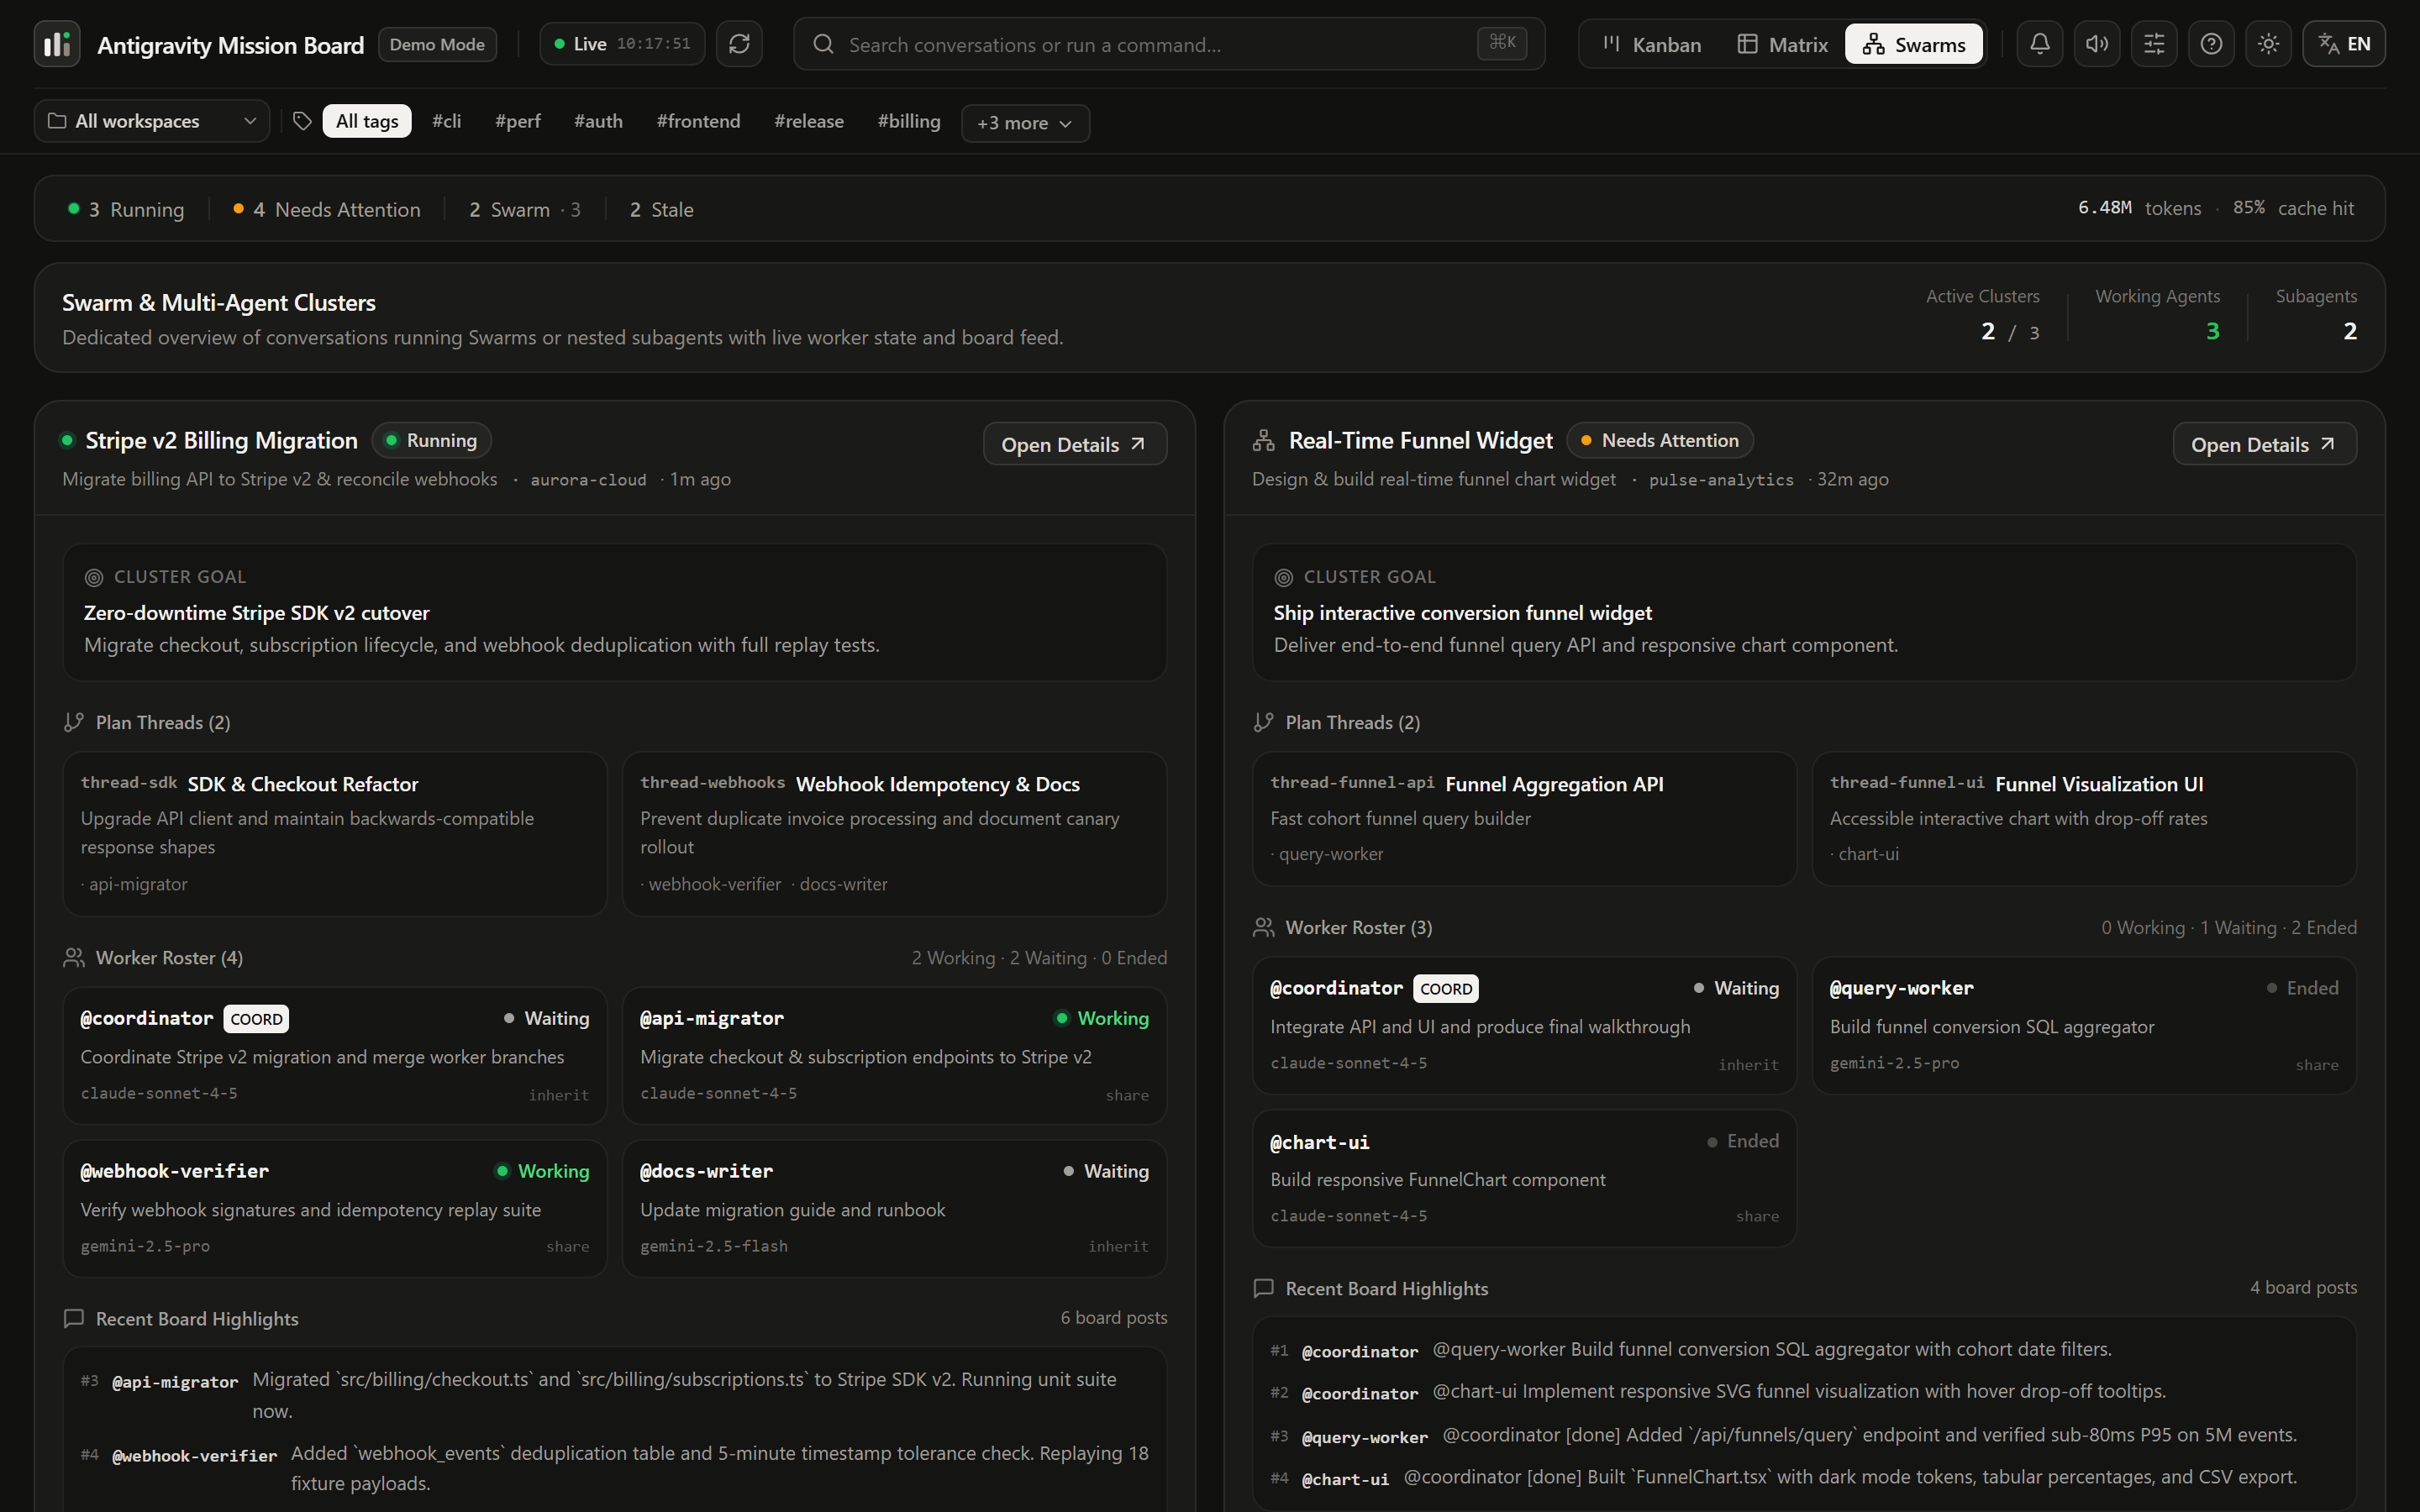 Antigravity Mission Board Demo Mode Live 10:17:51 Search conversations or run a command... ⌘K Kanban Matrix Swarms EN
All workspaces All tags #cli #perf #auth #frontend #release #billing +3 more
3 Running 4 Needs Attention 2 Swarm · 3 2 Stale 6.48M tokens · 85% cache hit
Swarm & Multi-Agent Clusters
Dedicated overview of conversations running Swarms or nested subagents with live worker state and board feed.
Active Clusters Working Agents Subagents
2 / 3 3 2
Stripe v2 Billing Migration Running Open Details
Migrate billing API to Stripe v2 & reconcile webhooks · aurora-cloud · 1m ago
CLUSTER GOAL
Zero-downtime Stripe SDK v2 cutover
Migrate checkout, subscription lifecycle, and webhook deduplication with full replay tests.
Plan Threads (2)
thread-sdk SDK & Checkout Refactor
Upgrade API client and maintain backwards-compatible
response shapes
· api-migrator
thread-webhooks Webhook Idempotency & Docs
Prevent duplicate invoice processing and document canary
rollout
· webhook-verifier · docs-writer
Worker Roster (4) 2 Working · 2 Waiting · 0 Ended
@coordinator COORD Waiting
Coordinate Stripe v2 migration and merge worker branches
claude-sonnet-4-5 inherit
@api-migrator Working
Migrate checkout & subscription endpoints to Stripe v2
claude-sonnet-4-5 share
@webhook-verifier Working
Verify webhook signatures and idempotency replay suite
gemini-2.5-pro share
@docs-writer Waiting
Update migration guide and runbook
gemini-2.5-flash inherit
Recent Board Highlights 6 board posts
#3 @api-migrator Migrated `src/billing/checkout.ts` and `src/billing/subscriptions.ts` to Stripe SDK v2. Running unit suite
now.
#4 @webhook-verifier Added `webhook_events` deduplication table and 5-minute timestamp tolerance check. Replaying 18
fixture payloads.
Real-Time Funnel Widget Needs Attention Open Details
Design & build real-time funnel chart widget · pulse-analytics · 32m ago
CLUSTER GOAL
Ship interactive conversion funnel widget
Deliver end-to-end funnel query API and responsive chart component.
Plan Threads (2)
thread-funnel-api Funnel Aggregation API
Fast cohort funnel query builder
· query-worker
thread-funnel-ui Funnel Visualization UI
Accessible interactive chart with drop-off rates
· chart-ui
Worker Roster (3) 0 Working · 1 Waiting · 2 Ended
@coordinator COORD Waiting
Integrate API and UI and produce final walkthrough
claude-sonnet-4-5 inherit
@query-worker Ended
Build funnel conversion SQL aggregator
gemini-2.5-pro share
@chart-ui Ended
Build responsive FunnelChart component
claude-sonnet-4-5 share
Recent Board Highlights 4 board posts
#1 @coordinator @query-worker Build funnel conversion SQL aggregator with cohort date filters.
#2 @coordinator @chart-ui Implement responsive SVG funnel visualization with hover drop-off tooltips.
#3 @query-worker @coordinator [done] Added `/api/funnels/query` endpoint and verified sub-80ms P95 on 5M events.
#4 @chart-ui @coordinator [done] Built `FunnelChart.tsx` with dark mode tokens, tabular percentages, and CSV export.